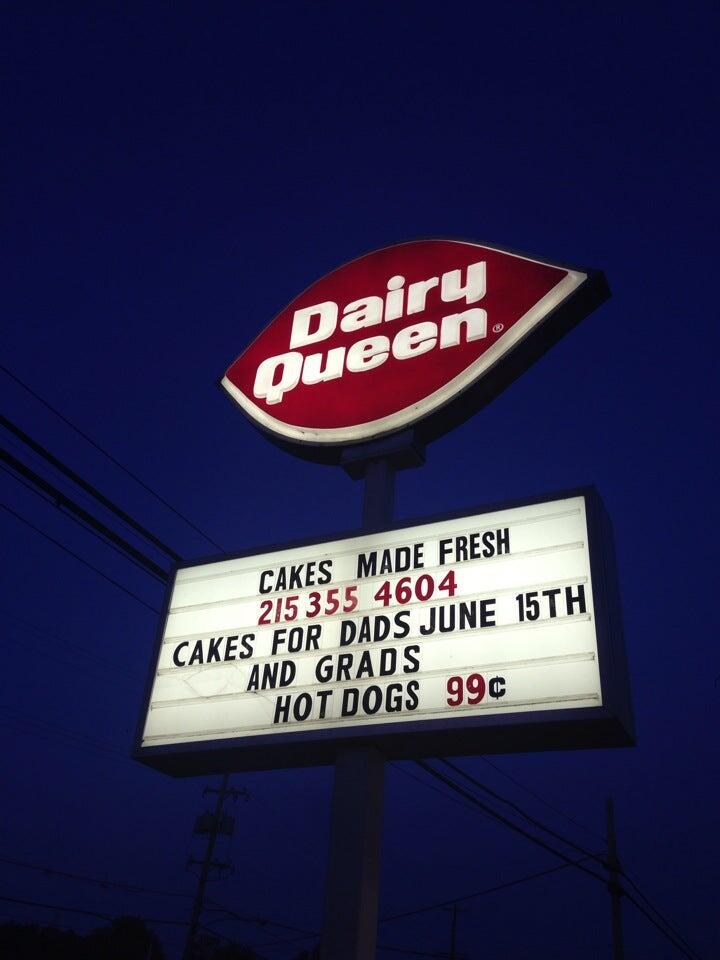 Dairy
Queen®
CAKES MADE FRESH
215 355 4604
CAKES FOR DADS JUNE 15TH
AND GRADS
HOT DOGS 99¢